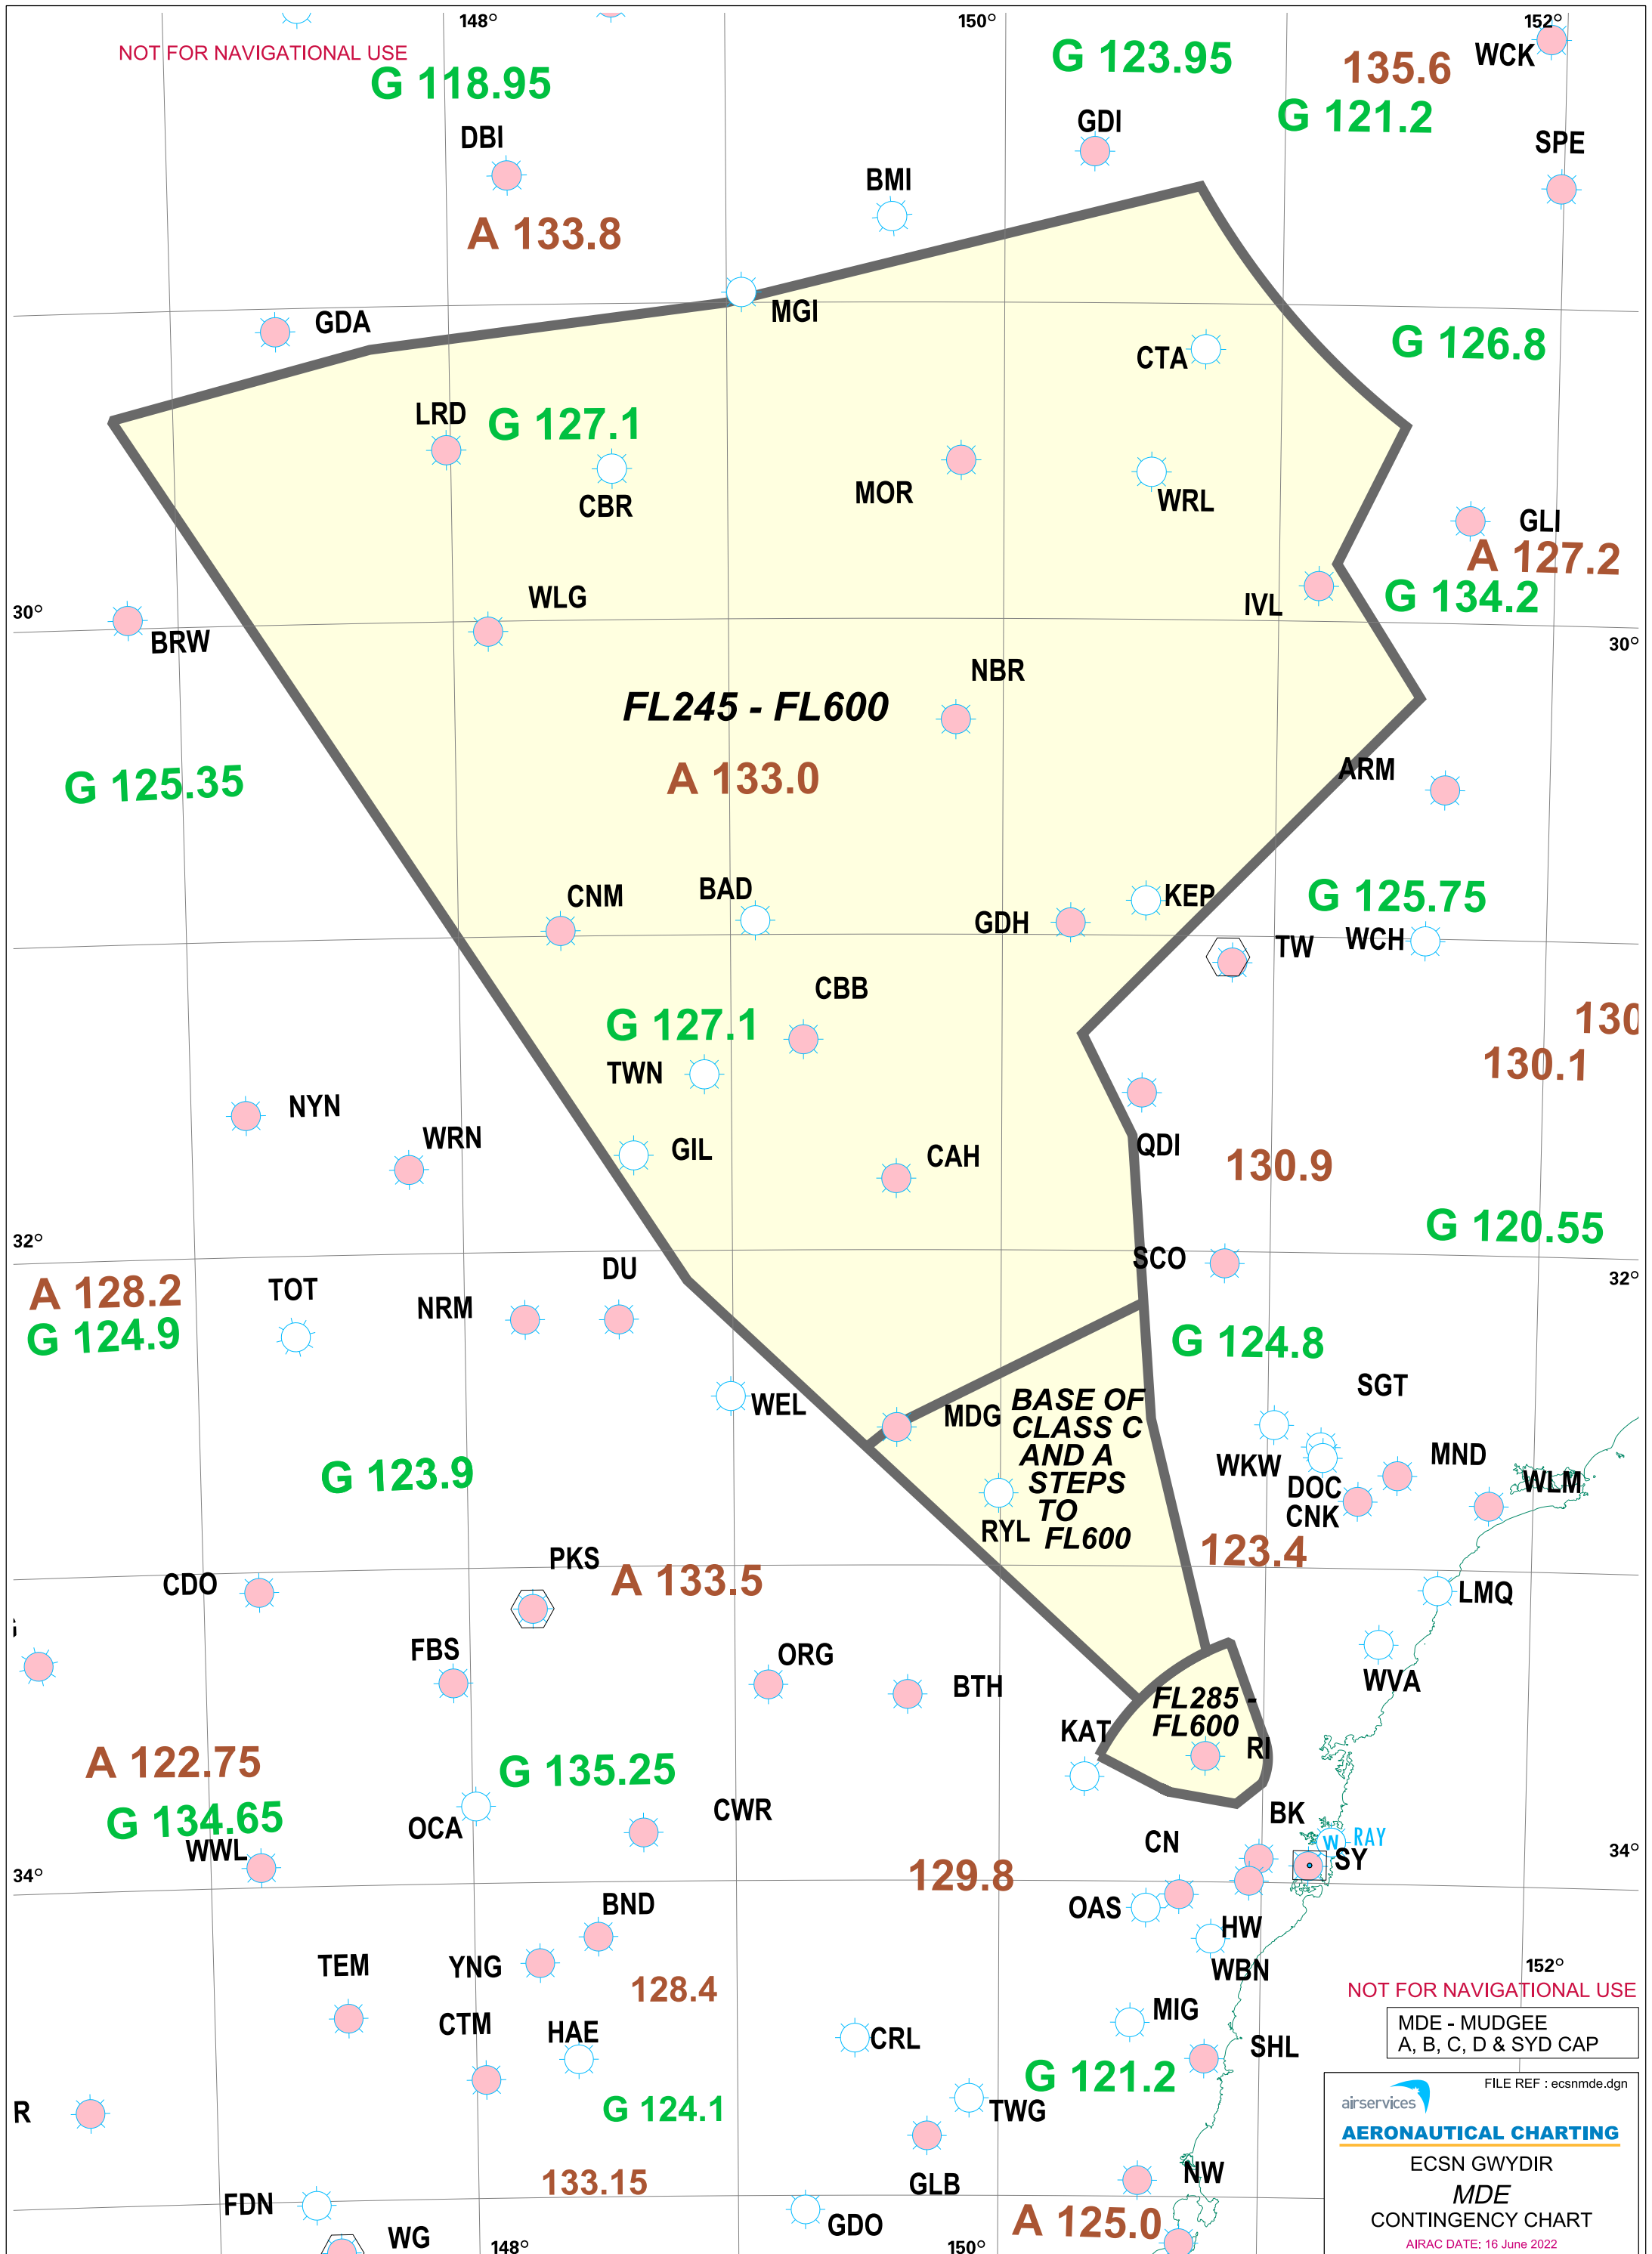 148°
150°
152°
NOT FOR NAVIGATIONAL USE
G 118.95
G 123.95
135.6
WCK
G 121.2
DBI
GDI
SPE
BMI
A 133.8
MGI
GDA
CTA
G 126.8
LRD
G 127.1
CBR
MOR
WRL
GLI
A 127.2
G 134.2
30°
WLG
IVL
BRW
30°
NBR
FL245 - FL600
G 125.35
A 133.0
ARM
CNM
BAD
KEP
G 125.75
GDH
TW
WCH
CBB
G 127.1
130
130.1
TWN
NYN
WRN
GIL
CAH
QDI
130.9
G 120.55
32°
DU
SCO
32°
A 128.2
TOT
NRM
G 124.9
G 124.8
WEL
MDG
BASE OF
CLASS C
AND A
STEPS
TO
FL600
SGT
WKW
MND
DOC
WLM
CNK
G 123.9
RYL
123.4
PKS
A 133.5
CDO
LMQ
FBS
ORG
BTH
WVA
FL285 -
FL600
KAT
RI
A 122.75
G 135.25
G 134.65
OCA
CWR
BK
WWL
CN
W RAY
SY
34°
34°
129.8
BND
OAS
HW
TEM
YNG
WBN
152°
128.4
NOT FOR NAVIGATIONAL USE
CTM
HAE
CRL
MIG
SHL
MDE - MUDGEE
A, B, C, D & SYD CAP
G 121.2
R
G 124.1
TWG
FILE REF : ecsnmde.dgn
airservices
AERONAUTICAL CHARTING
ECSN GWYDIR
MDE
CONTINGENCY CHART
AIRAC DATE: 16 June 2022
133.15
GLB
NW
FDN
GDO
A 125.0
WG
148°
150°